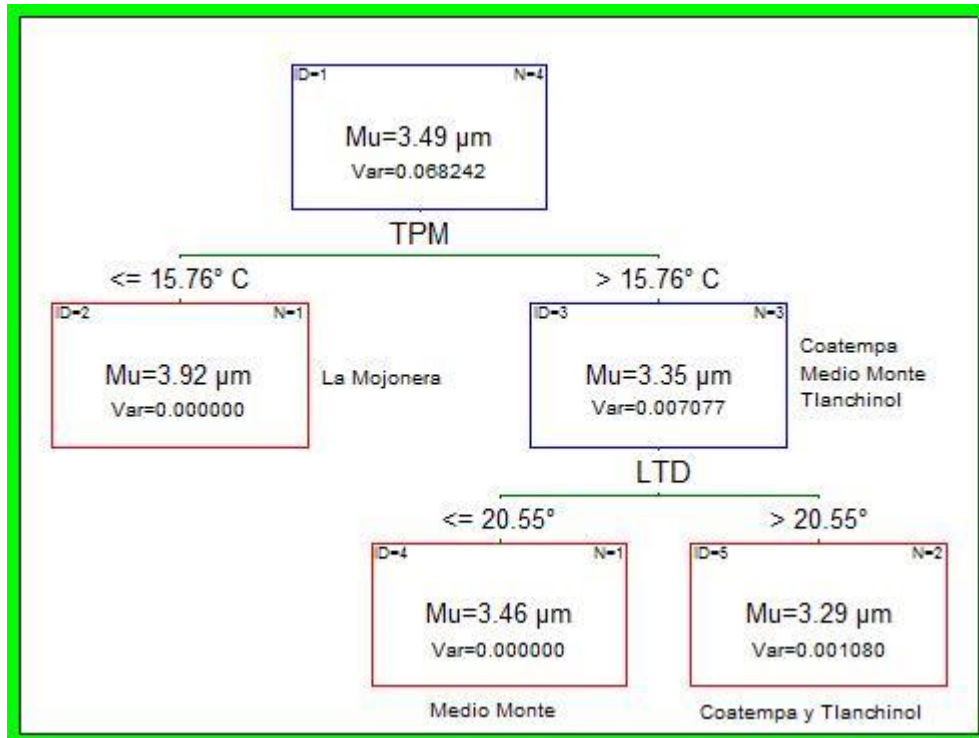 ID=1 N=4
Mu=3.49 µm
Var=0.068242
TPM
<= 15.76° C > 15.76° C
ID=2 N=1
Mu=3.92 µm
Var=0.000000
La Mojonera
ID=3 N=3
Mu=3.35 µm
Var=0.007077
Coatempa
Medio Monte
Tlanchinol
LTD
<= 20.55° > 20.55°
ID=4 N=1
Mu=3.46 µm
Var=0.000000
Medio Monte
ID=5 N=2
Mu=3.29 µm
Var=0.001080
Coatempa y Tlanchinol